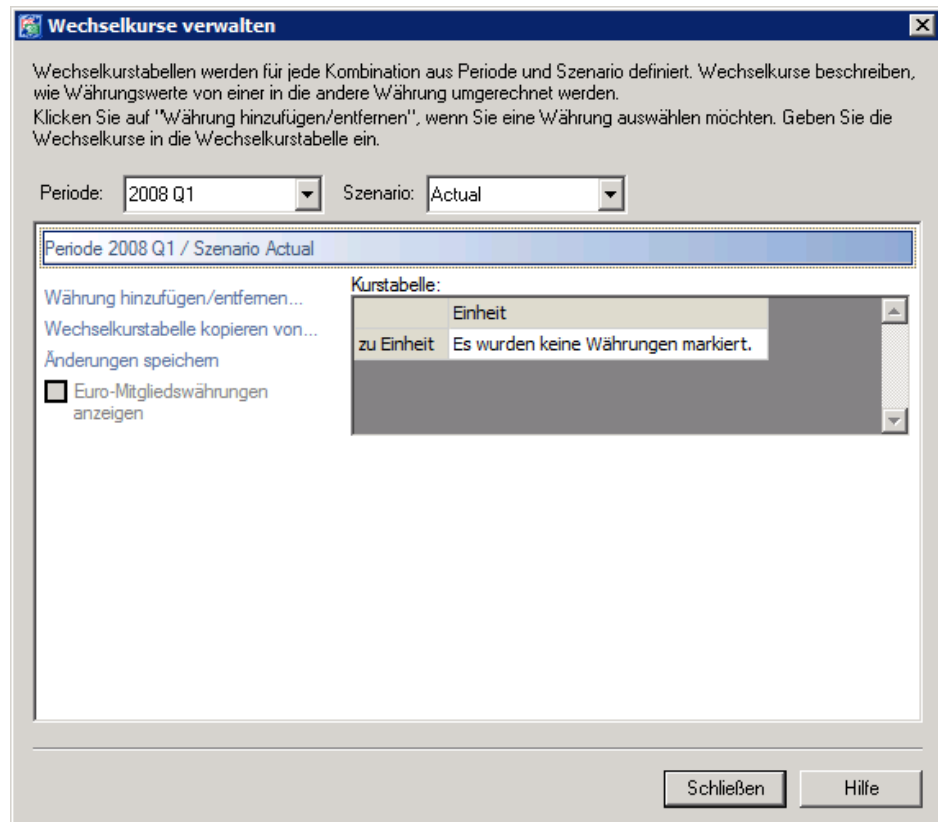 Wechselkurse verwalten
Wechselkurstabellen werden für jede Kombination aus Periode und Szenario definiert. Wechselkurse beschreiben,
wie Währungswerte von einer in die andere Währung umgerechnet werden.
Klicken Sie auf "Währung hinzufügen/entfernen", wenn Sie eine Währung auswählen möchten. Geben Sie die
Wechselkurse in die Wechselkurstabelle ein.
Periode: 2008 Q1 Szenario: Actual
Periode 2008 Q1 / Szenario Actual
Währung hinzufügen/entfernen...
Wechselkurstabelle kopieren von...
Änderungen speichern
Euro-Mitgliedswährungen
anzeigen
Kurstabelle:
Einheit
zu Einheit Es wurden keine Währungen markiert.
Schließen Hilfe